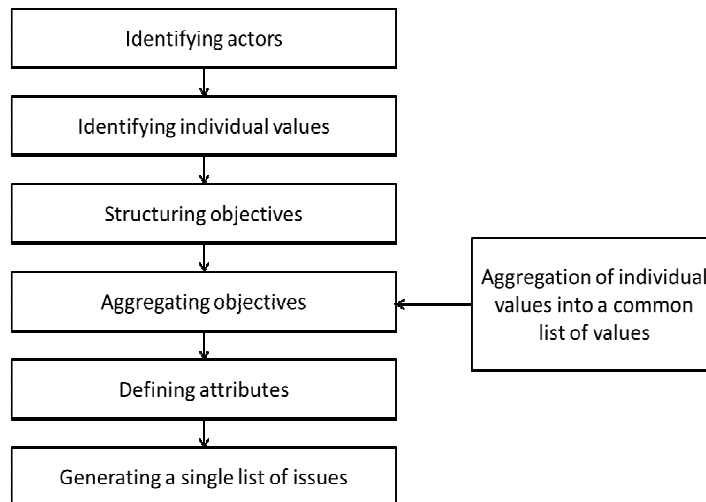 Identifying actors
Identifying individual values
Structuring objectives
Aggregating objectives
Aggregation of individual
values into a common
list of values
Defining attributes
Generating a single list of issues